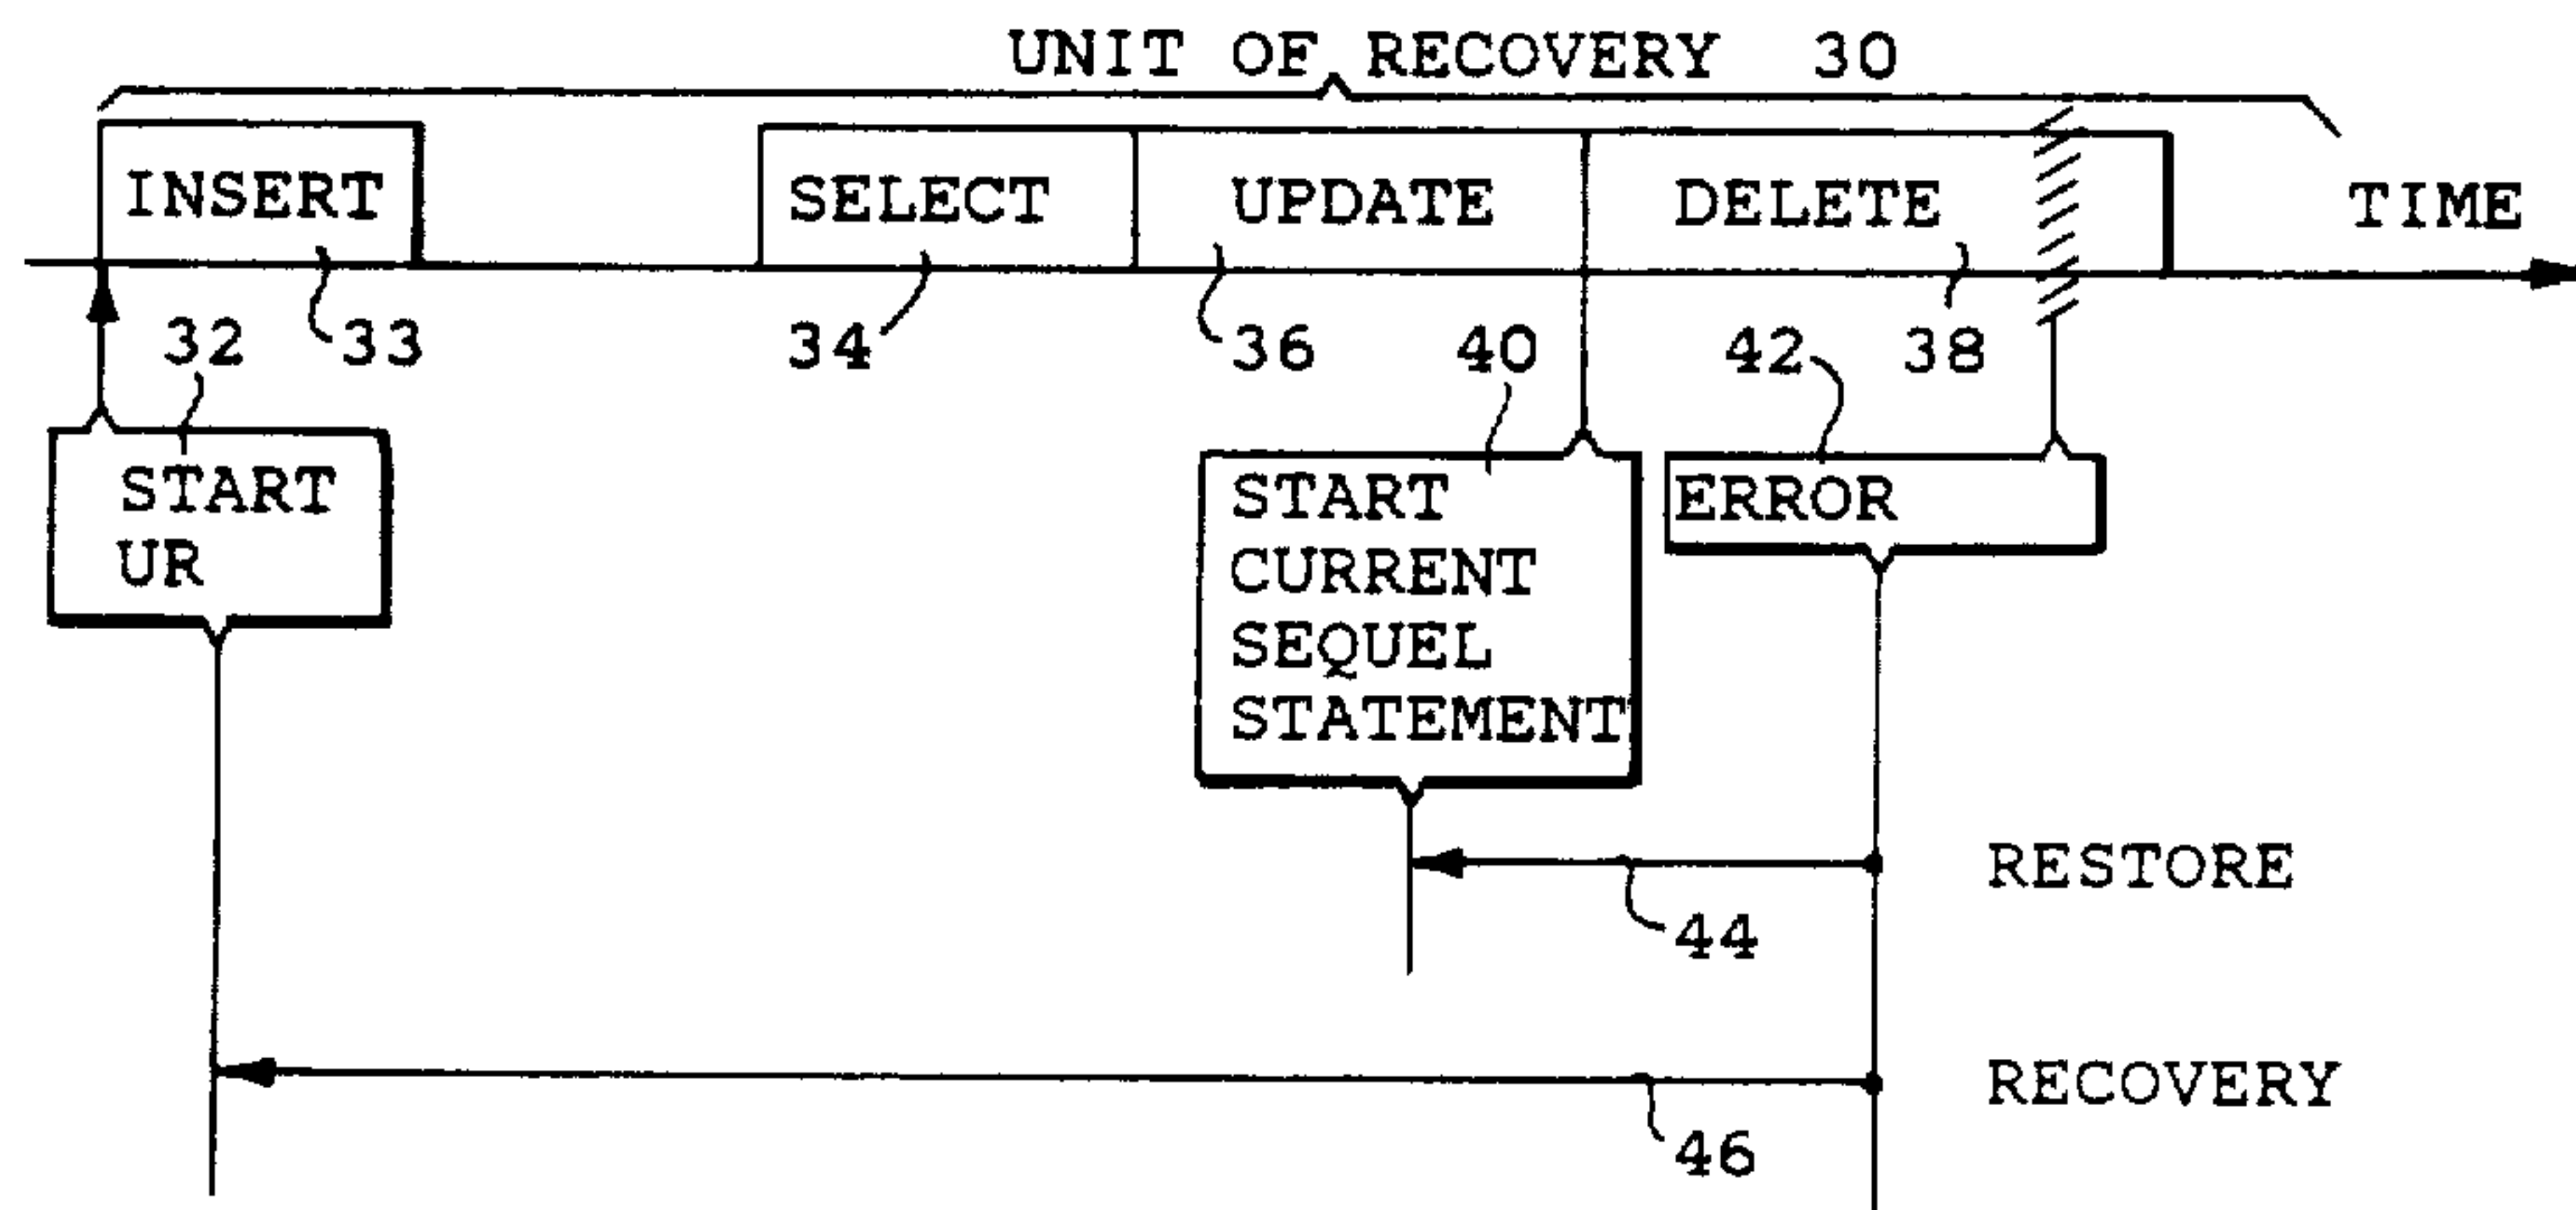 UNIT OF RECOVERY 30
INSERT
SELECT
UPDATE
DELETE
TIME
32
33
34
36
40
42
38
START
UR
START
CURRENT
SEQUEL
STATEMENT
ERROR
RESTORE
44
RECOVERY
46